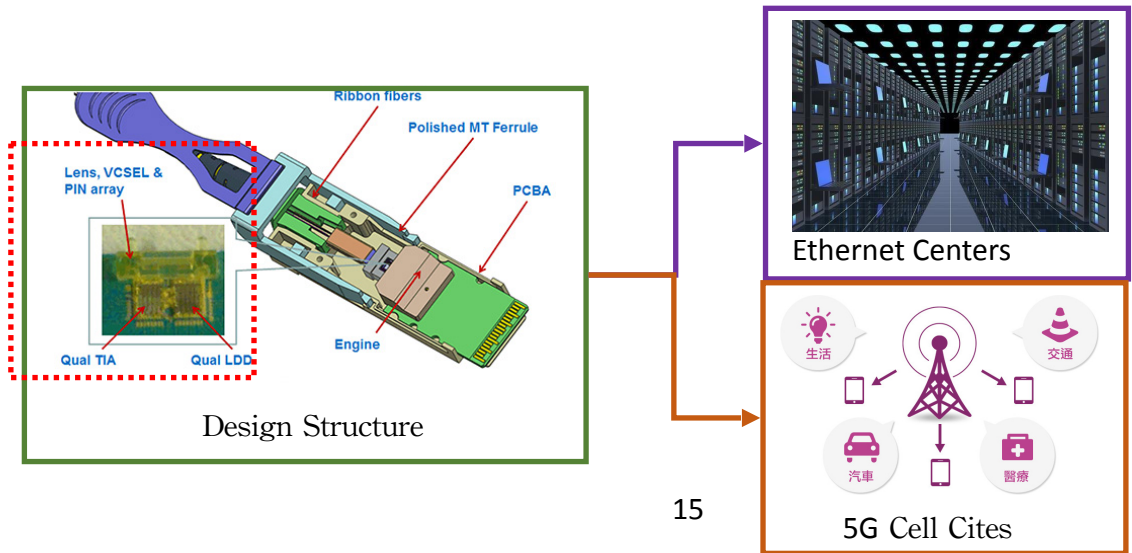 Ribbon fibers
Polished MT Ferrule
Lens, VCSEL &
PIN array
PCBA
Qual TIA
Qual LDD
Engine
Design Structure
Ethernet Centers
生活
交通
汽車
醫療
15
5G Cell Cites